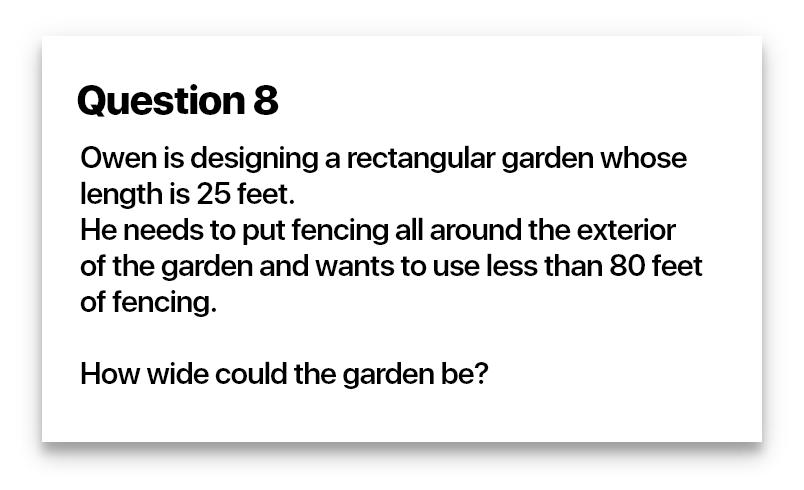 Question 8
Owen is designing a rectangular garden whose
length is 25 feet.
He needs to put fencing all around the exterior
of the garden and wants to use less than 80 feet
of fencing.
How wide could the garden be?